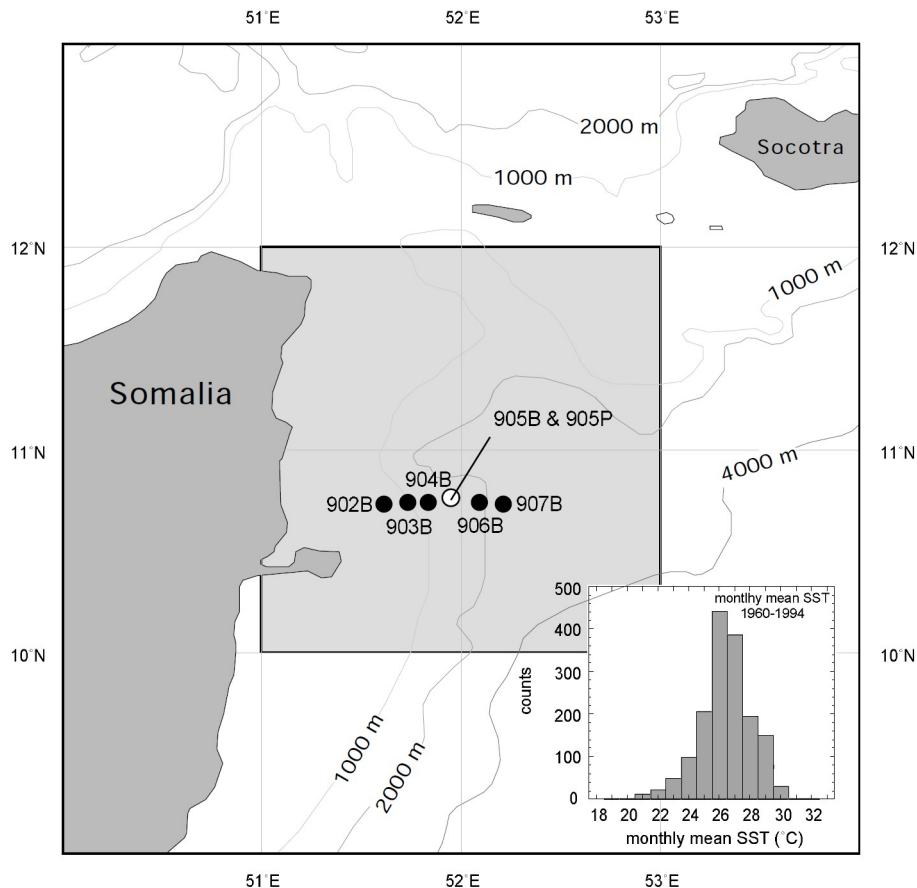 51°E 52°E 53°E
2000 m
Socotra
1000 m
12°N 12°N
1000 m
Somalia
905B & 905P
11°N 11°N
4000 m
904B
902B 907B
903B 906B
500
monthly mean SST
1960-1994
400
10°N 10°N
300
counts
200
1000 m
2000 m
100
0
18 20 22 24 26 28 30 32
monthly mean SST (°C)
51°E 52°E 53°E